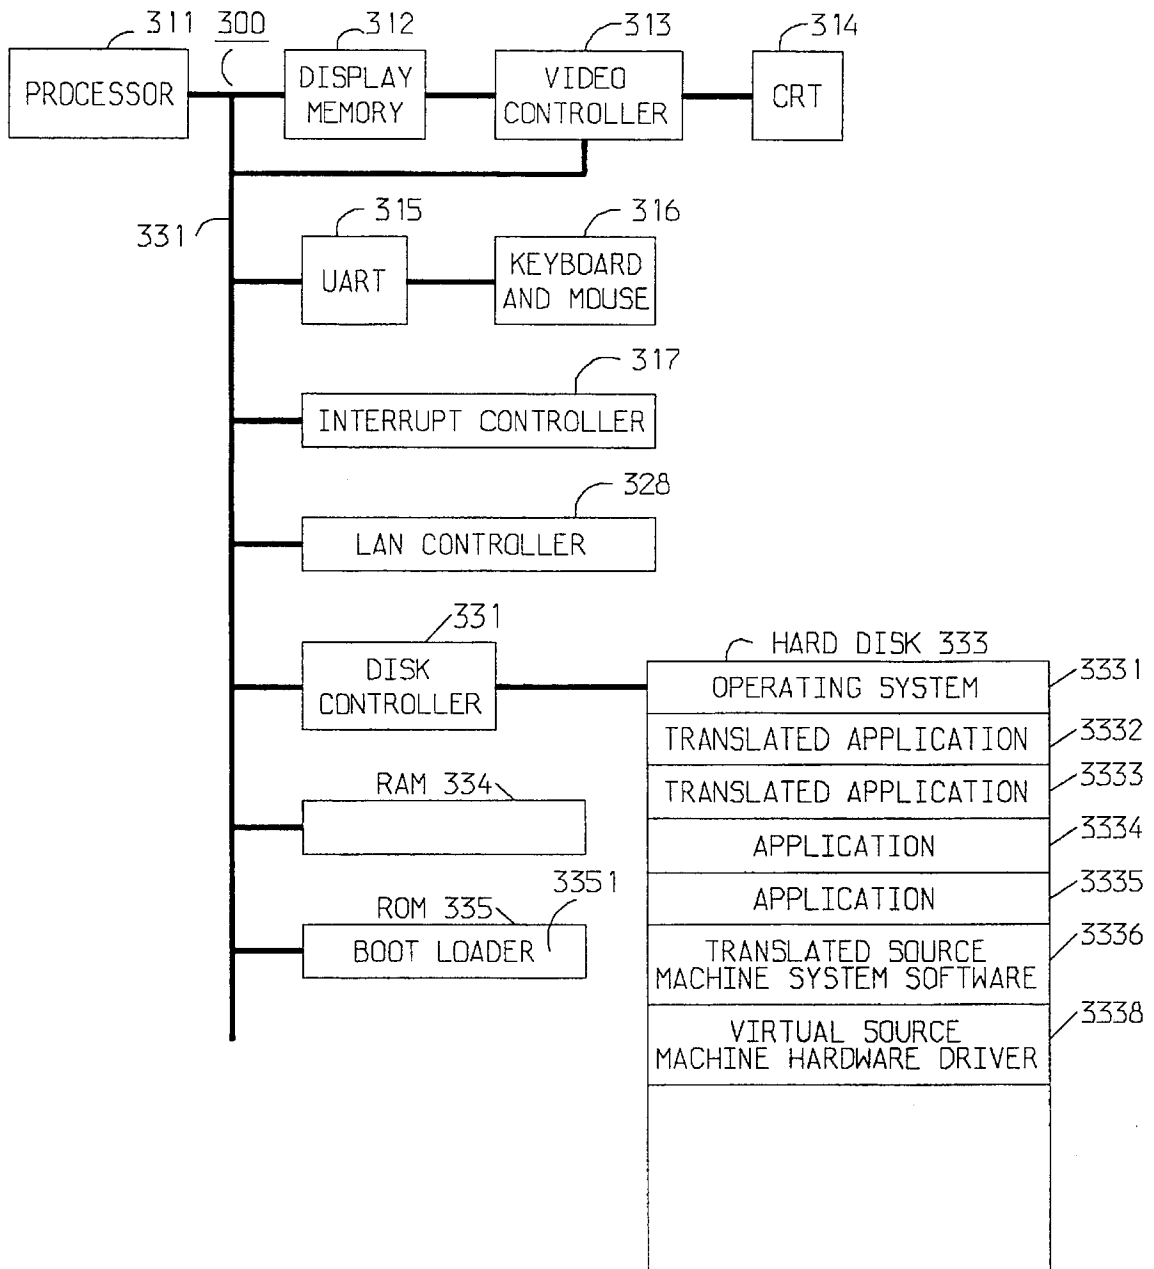 311
300
312
313
314
PROCESSOR
DISPLAY
MEMORY
VIDEO
CONTROLLER
CRT
331
315
316
UART
KEYBOARD
AND MOUSE
317
INTERRUPT CONTROLLER
328
LAN CONTROLLER
331
DISK
CONTROLLER
HARD DISK 333
OPERATING SYSTEM
3331
TRANSLATED APPLICATION
3332
TRANSLATED APPLICATION
3333
RAM 334
APPLICATION
3334
APPLICATION
3335
ROM 335
3351
BOOT LOADER
TRANSLATED SOURCE
MACHINE SYSTEM SOFTWARE
3336
VIRTUAL SOURCE
MACHINE HARDWARE DRIVER
3338